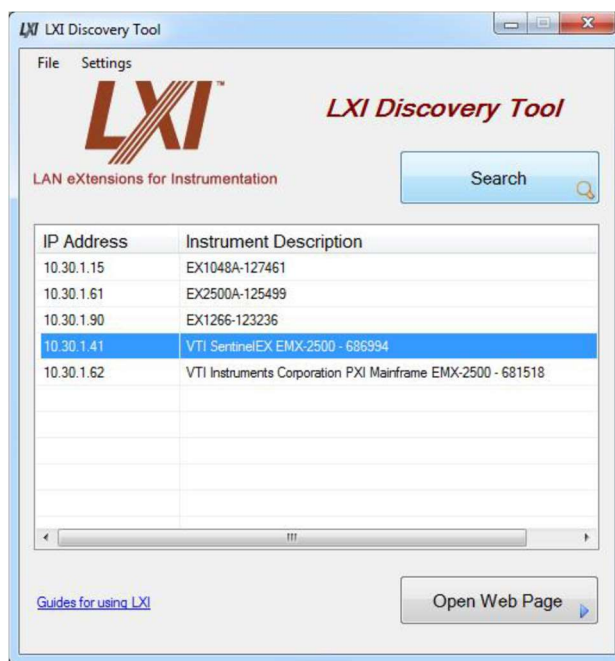 LXI LXI Discovery Tool
File Settings
LXI™
LXI Discovery Tool
LAN eXtensions for Instrumentation
Search
IP Address Instrument Description
10.30.1.15 EX1048A-127461
10.30.1.61 EX2500A-125499
10.30.1.90 EX1266-123236
10.30.1.41 VTI SentinelEX EMX-2500 - 686994
10.30.1.62 VTI Instruments Corporation PXI Mainframe EMX-2500 - 681518
Guides for using LXI
Open Web Page